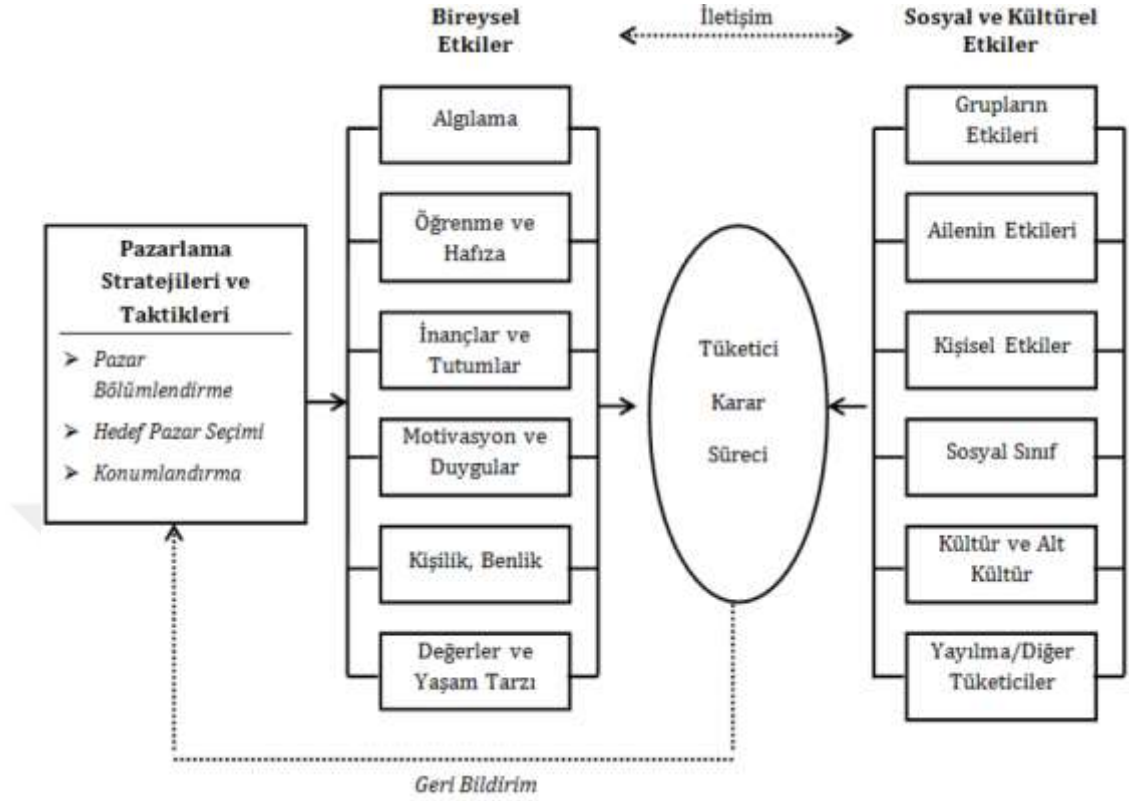 Bireysel
Etkiler
İletişim
Sosyal ve Kültürel
Etkiler
Pazarlama
Stratejileri ve
Taktikleri
➢ Pazar
Bölümlendirme
➢ Hedef Pazar Seçimi
➢ Konumlandırma
Algılama
Öğrenme ve
Hafıza
İnançlar ve
Tutumlar
Motivasyon ve
Duygular
Kişilik, Benlik
Değerler ve
Yaşam Tarzı
Tüketici
Karar
Süreci
Grupların
Etkileri
Ailenin Etkileri
Kişisel Etkiler
Sosyal Sınıf
Kültür ve Alt
Kültür
Yayılma/Diğer
Tüketiciler
Geri Bildirim